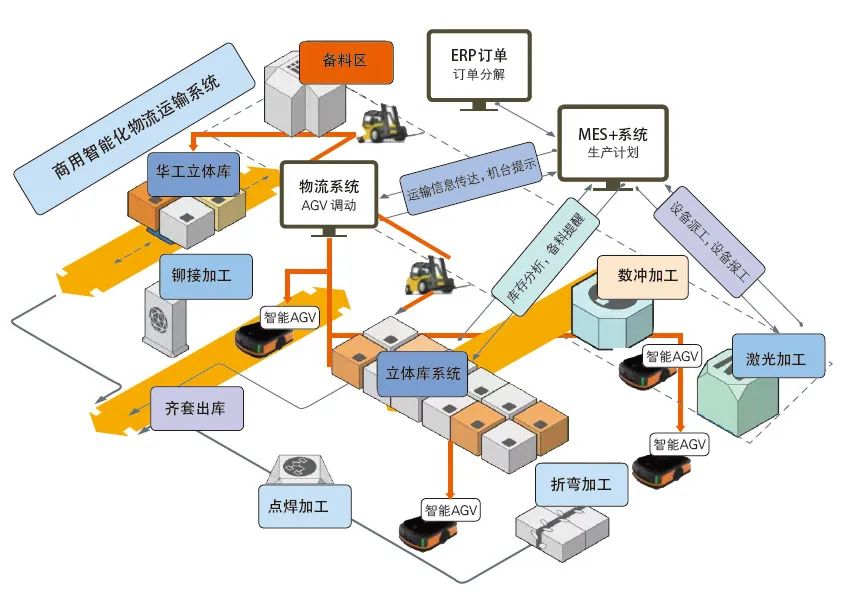 商用智能化物流运输系统
备料区
ERP订单
订单分解
MES+系统
生产计划
华工立体库
物流系统
AGV 调动
运输信息传达，机台提示
库存分析，备料提醒
设备派工，设备报工
铆接加工
数冲加工
智能AGV
智能AGV
激光加工
立体库系统
齐套出库
智能AGV
点焊加工
智能AGV
折弯加工